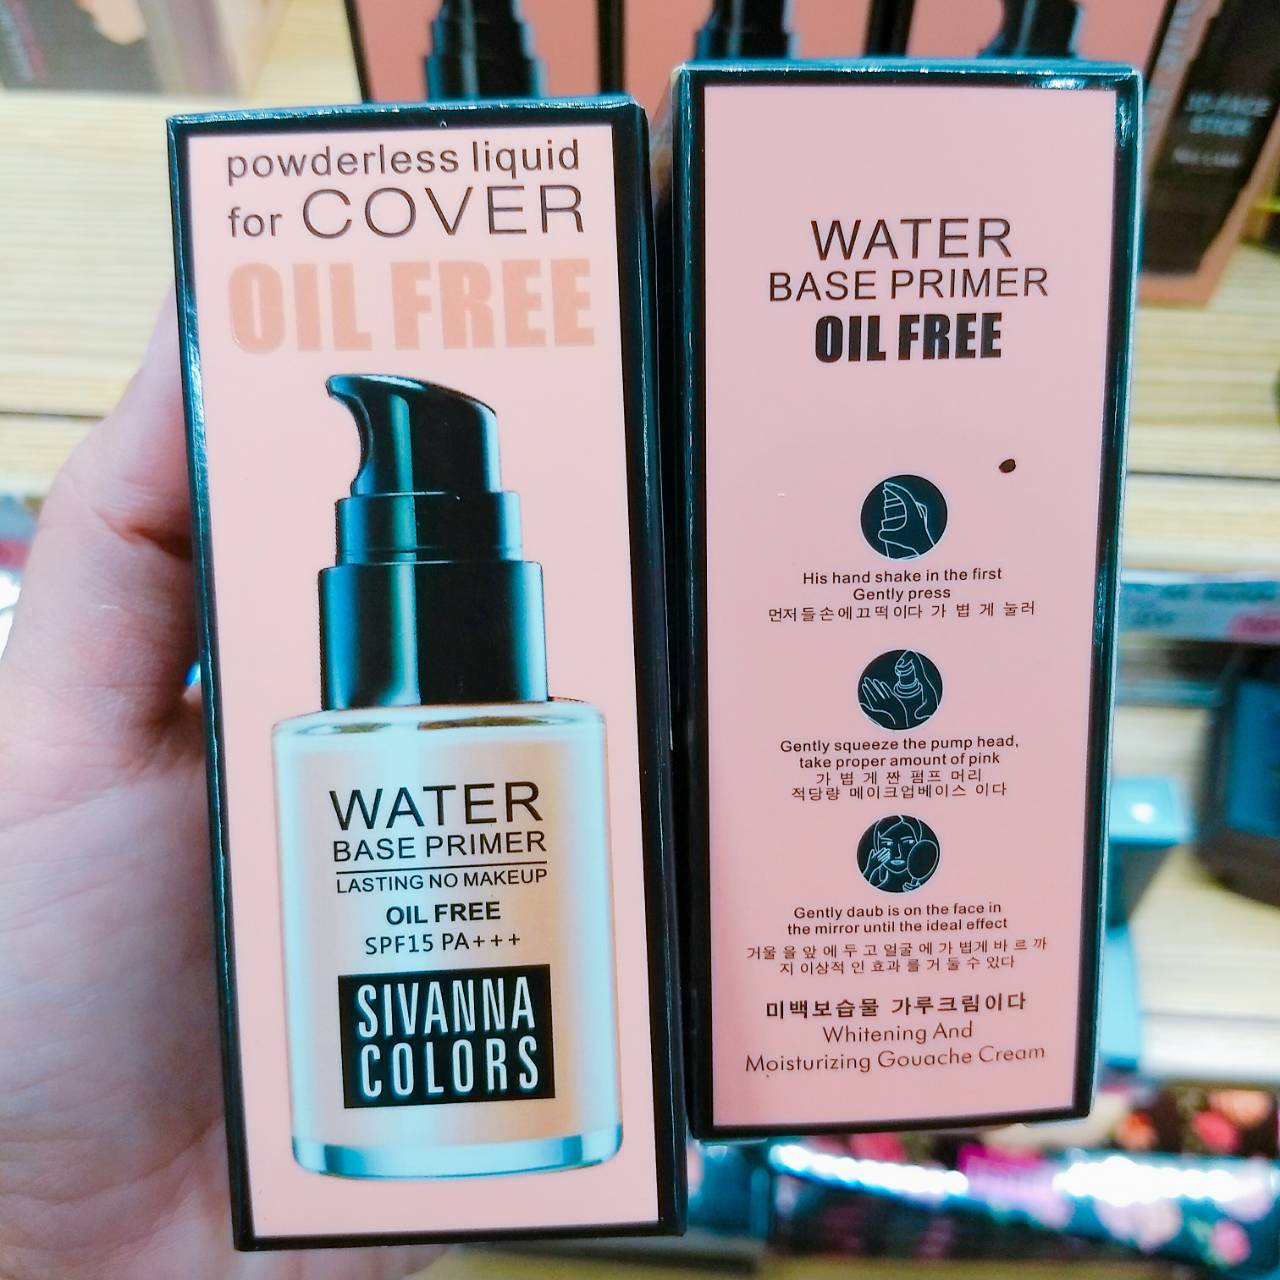 powderless liquid
for COVER
OIL FREE
WATER
BASE PRIMER
LASTING NO MAKEUP
OIL FREE
SPF15 PA+++
SIVANNA
COLORS
WATER
BASE PRIMER
OIL FREE
His hand shake in the first
Gently press
먼저들손에끄떡이다 가 볍 게 눌러
Gently squeeze the pump head,
take proper amount of pink
가 볍 게 짠 펌프 머리
적당량 메이크업베이스 이다
Gently daub is on the face in
the mirror until the ideal effect
거울 을 앞 에 두 고 얼굴 에 가 볍게 바 르 까
지 이상적 인 효과 를 거 둘 수 있다
미백보습물 가루크림이다
Whitening And
Moisturizing Gouache Cream